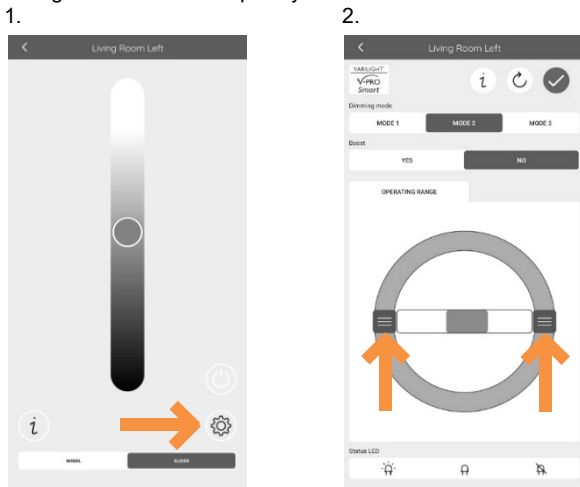 1.
2.
Living Room Left
i
WHEEL
SLIDER
Living Room Left
VARILIGHT
V-PRO
Smart
i
Dimming mode
MODE 1
MODE 2
MODE 3
Boost
YES
NO
OPERATING RANGE
Status LED